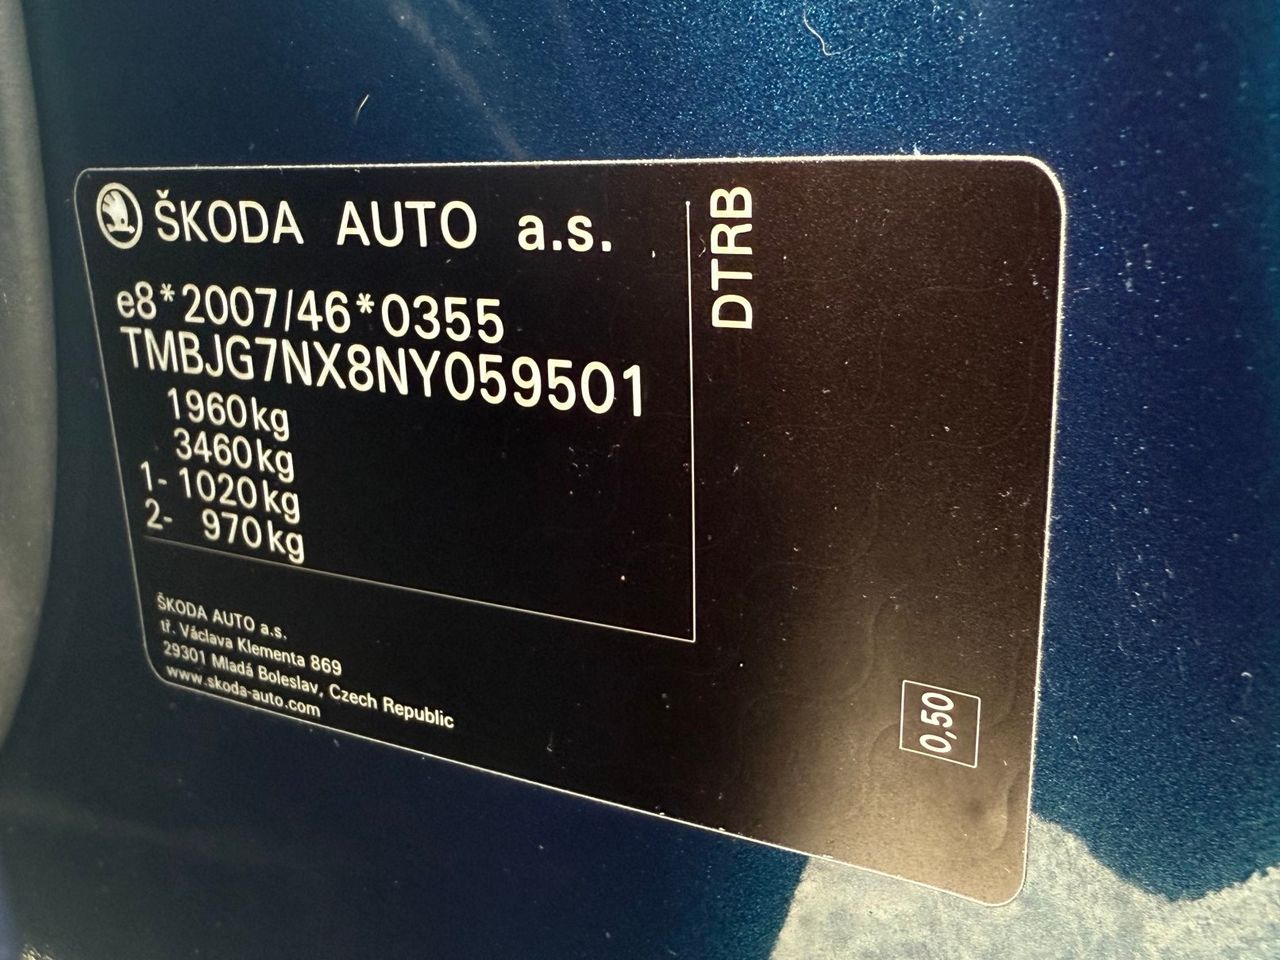 ŠKODA AUTO a.s.
e8*2007/46*0355
TMBJG7NX8NY059501
1960kg
3460kg
1- 1020kg
2- 970kg
ŠKODA AUTO a.s.
tř. Václava Klementa 869
29301 Mladá Boleslav, Czech Republic
www.skoda-auto.com
DTRB
0,50